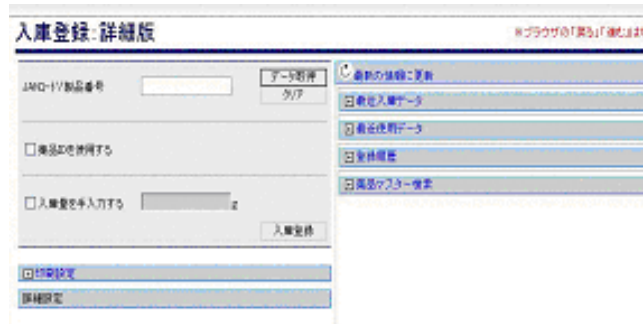 入庫登録:詳細版
※ブラウザの「戻る」「進む」は
JANコード/製品番号
データ取得
クリア
□薬品IDを使用する
□入庫量を手入力する
g
入庫登録
印刷設定
詳細設定
最新の情報に更新
最近入庫データ
最近使用データ
登録履歴
薬品マスター検索